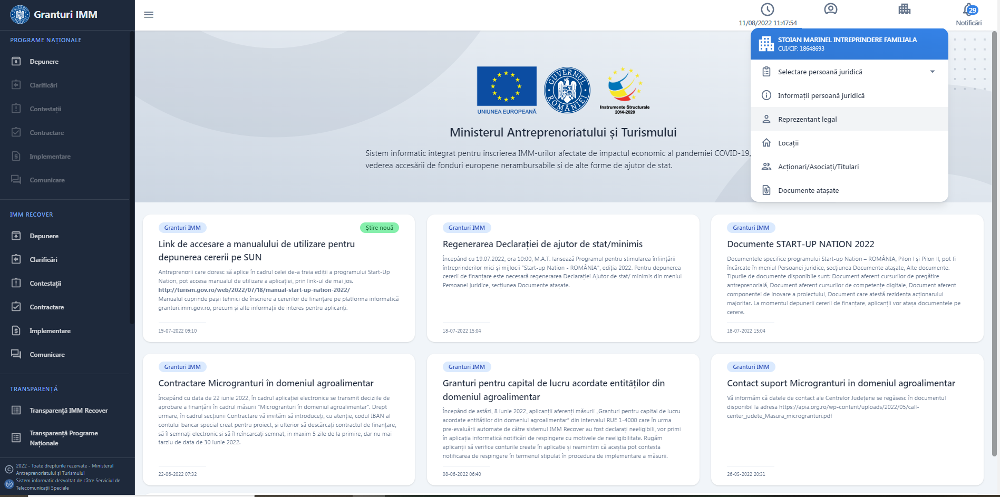 Granturi IMM
11/08/2022 11:47:54
29
Notificări
PROGRAME NAȚIONALE
Depunere
Clarificări
Contestații
Contractare
Implementare
Comunicare
IMM RECOVER
Depunere
Clarificări
Contestații
Contractare
Implementare
Comunicare
TRANSPARENȚĂ
Transparență IMM Recover
Transparență Programe
Naționale
2022 - Toate drepturile rezervate - Ministerul
Antreprenoriatului și Turismului
Sistem informatic dezvoltat de către Serviciul de
Telecomunicații Speciale
STOIAN MARINEL INTREPRINDERE FAMILIALA
CUI/CIF: 18648693
Selectare persoană juridică
Informații persoană juridică
Reprezentant legal
Locații
Acționari/Asociați/Titulari
Documente atașate
UNIUNEA EUROPEANĂ
GUVERNUL ROMÂNIEI
Instrumente Structurale
2014-2020
Ministerul Antreprenoriatului și Turismului
Sistem informatic integrat pentru înscrierea IMM-urilor afectate de impactul economic al pandemiei COVID-19,
vederea accesării de fonduri europene nerambursabile și de alte forme de ajutor de stat.
Granturi IMM
Știre nouă
Link de accesare a manualului de utilizare pentru
depunerea cererii pe SUN
Antreprenorii care doresc să aplice în cadrul celei de-a treia ediții a programului Start-Up
Nation, pot accesa manualul de utilizare a aplicației, prin link-ul de mai jos.
http://turism.gov.ro/web/2022/07/18/manual-start-up-nation-2022/
Manualul cuprinde pașii tehnici de înscriere a cererilor de finanțare pe platforma informatică
granturi.imm.gov.ro, precum și alte informații de interes pentru aplicanți.
19-07-2022 09:10
Granturi IMM
Regenerarea Declarației de ajutor de stat/minimis
Începând cu 19.07.2022, ora 10:00, M.A.T. lansează Programul pentru stimularea înființării
întreprinderilor mici și mijlocii "Start-up Nation - ROMÂNIA", ediția 2022. Pentru depunerea
cererii de finanțare este necesară regenerarea Declarației Ajutor de stat/ minimis din meniul
Persoanei juridice, secțiunea Documente atașate.
18-07-2022 15:04
Granturi IMM
Documente START-UP NATION 2022
Documentele specifice programului Start-up Nation – ROMÂNIA, Pilon I și Pilon II, pot fi
încărcate în meniul Persoanei juridice, secțiunea Documente atașate, Alte documente.
Tipurile de documente disponibile sunt: Document aferent cursurilor de pregătire
antreprenorială, Document aferent cursurilor de competențe digitale, Document aferent
componentei de inovare a proiectului, Document care atestă rezidența acționarului
majoritar. La momentul depunerii cererii de finanțare, aplicanții vor atașa documentele pe
cerere.
18-07-2022 15:04
Granturi IMM
Contractare Microgranturi în domeniul agroalimentar
Începând cu data de 22 iunie 2022, în cadrul aplicației electronice se transmit deciziile de
aprobare a finanțării în cadrul măsurii "Microgranturi în domeniul agroalimentar". Drept
urmare, în cadrul secțiunii Contractare vă invităm să introduceți, cu atenție, codul IBAN al
contului bancar special creat pentru proiect, și ulterior să descărcați contractul de finanțare,
să îl semnați electronic si să îl reîncarcați semnat, in maxim 5 zile de la primire, dar nu mai
tarziu de data de 30 iunie 2022.
22-06-2022 07:32
Granturi IMM
Granturi pentru capital de lucru acordate entităților din
domeniul agroalimentar
Începând de astăzi, 8 iunie 2022, aplicanții aferenți măsurii „Granturi pentru capital de lucru
acordate entităților din domeniul agroalimentar" din intervalul RUE 1-4000 care în urma
pre-evaluării automate de către sistemul IMM Recover au fost declarați neeligibili, vor primi
în aplicația informatică notificări de respingere cu motivele de neeligibilitate. Rugăm
aplicanții să verifice conturile create în aplicație și reamintim că aceștia pot contesta
notificarea de respingere în termenul stipulat în procedura de implementare a măsurii.
08-06-2022 06:40
Granturi IMM
Contact suport Microgranturi in domeniul agroalimentar
Vă informăm că datele de contact ale Centrelor Județene se regăsesc în documentul
disponibil la adresa https://apia.org.ro/wp-content/uploads/2022/05/call-
center_judete_Masura_microgranturi.pdf
26-05-2022 20:31